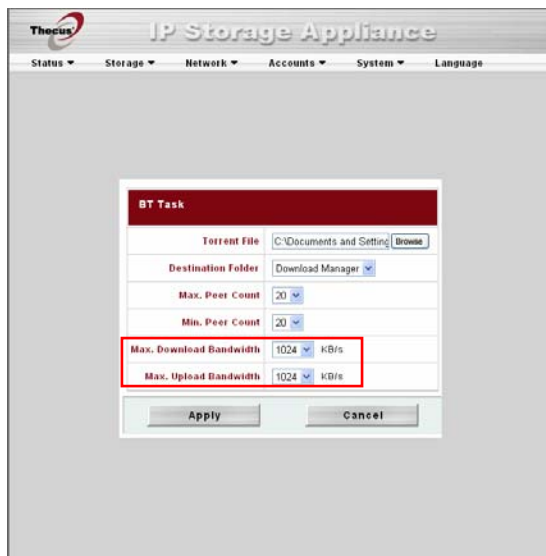 Thecus
IP Storage Appliance
Status Storage Network Accounts System Language
BT Task
Torrent File C:\Documents and Setting Browse
Destination Folder Download Manager
Max. Peer Count 20
Min. Peer Count 20
Max. Download Bandwidth 1024 KB/s
Max. Upload Bandwidth 1024 KB/s
Apply Cancel